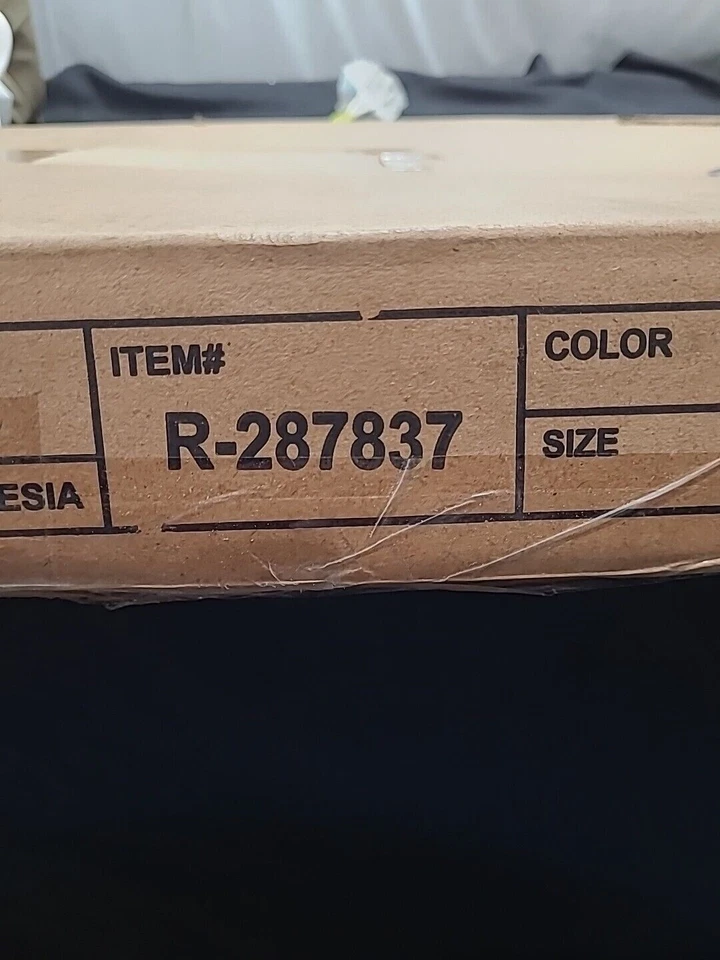 ITEM#
R-287837
COLOR
SIZE
ESIA